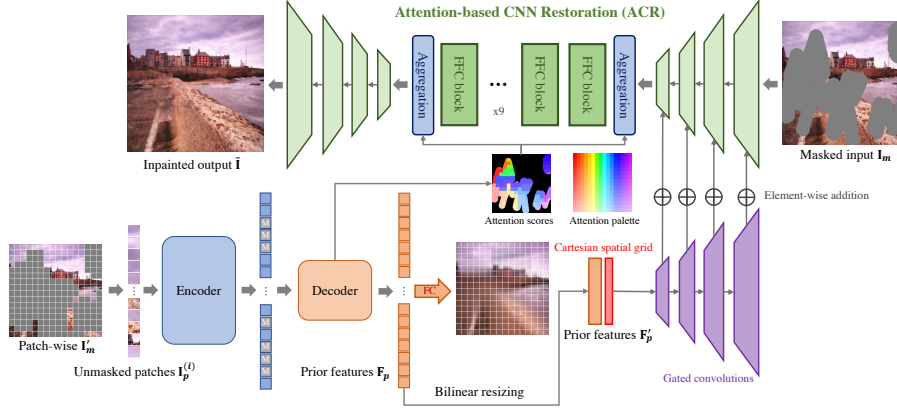 Attention-based CNN Restoration (ACR)
Aggregation
FFC block
...
x9
FFC block
FFC block
Aggregation
Inpainted output Ĩ
Masked input I_m
Attention scores
Attention palette
Element-wise addition
Cartesian spatial grid
M
M
M
Encoder
Decoder
FC
Patch-wise I′_m
Prior features F′_p
M
M
M
Unmasked patches I_p^(i)
Prior features F_p
Gated convolutions
Bilinear resizing